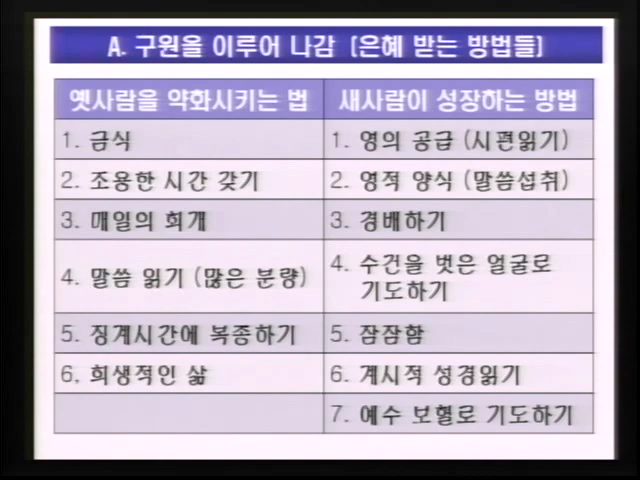 A. 구원을 이루어 나감 [은혜 받는 방법들]
옛사람을 약화시키는 법 새사람이 성장하는 방법
1. 금식 1. 영의 공급 (시편읽기)
2. 조용한 시간 갖기 2. 영적 양식 (말씀섭취)
3. 매일의 회개 3. 경배하기
4. 말씀 읽기 (많은 분량) 4. 수건을 벗은 얼굴로
기도하기
5. 징계시간에 복종하기 5. 잠잠함
6. 희생적인 삶 6. 계시적 성경읽기
7. 예수 보혈로 기도하기